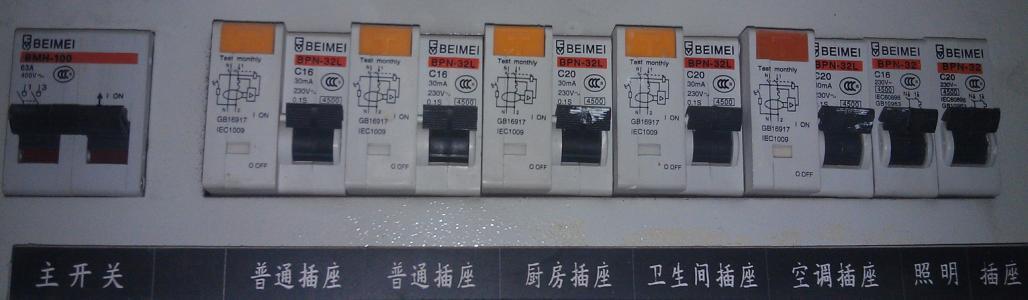 BEIMEI
BMH-100
63A
400V~
I ON
Test monthly
GB16917
IEC1009
O OFF
BEIMEI
BPN-32L
C16
30mA
230V~
0.1S 4500
I ON
Test monthly
GB16917
IEC1009
O OFF
BEIMEI
BPN-32L
C16
30mA
230V~
0.1S 4500
I ON
Test monthly
GB16917
IEC1009
O OFF
BEIMEI
BPN-32L
C20
30mA
230V~
0.1S 4500
I ON
Test monthly
GB16917
IEC1009
O OFF
BEIMEI
BPN-32L
C20
30mA
230V~
0.1S 4500
I ON
Test monthly
GB16917
IEC1009
O OFF
BEIMEI
BPN-32L
C20
30mA
230V~
0.1S 4500
BEIMEI
BPN-32
C16
230V~
4500
IEC60898
GB10963
BEIMEI
BPN-32
C20
230V~
4500
主开关 普通插座 普通插座 厨房插座 卫生间插座 空调插座 照明 插座